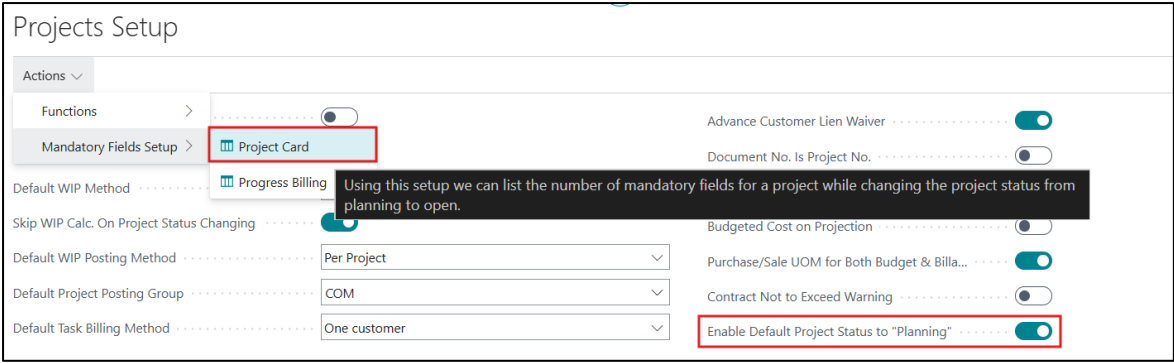 Projects Setup
Actions
Functions
Mandatory Fields Setup
Project Card
Progress Billing
Using this setup we can list the number of mandatory fields for a project while changing the project status from
planning to open.
Default WIP Method
Skip WIP Calc. On Project Status Changing
Default WIP Posting Method
Per Project
Default Project Posting Group
COM
Default Task Billing Method
One customer
Advance Customer Lien Waiver
Document No. Is Project No.
Budgeted Cost on Projection
Purchase/Sale UOM for Both Budget & Billa...
Contract Not to Exceed Warning
Enable Default Project Status to "Planning"